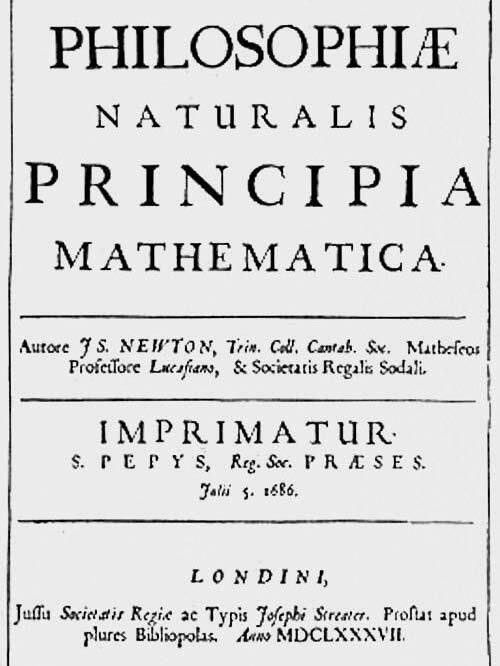 PHILOSOPHIÆ
NATURALIS
PRINCIPIA
MATHEMATICA.
Autore JS. NEWTON, Trin. Coll. Cantab. Soc. Matheseos
Professore Lucasiano, & Societatis Regalis Sodali.
IMPRIMATUR.
S. PEPYS, Reg. Soc. PRÆSES.
Julii 5. 1686.
LONDINI,
Jussu Societatis Regiæ ac Typis Josephi Streater. Prostat apud
plures Bibliopolas. Anno MDCLXXXVII.